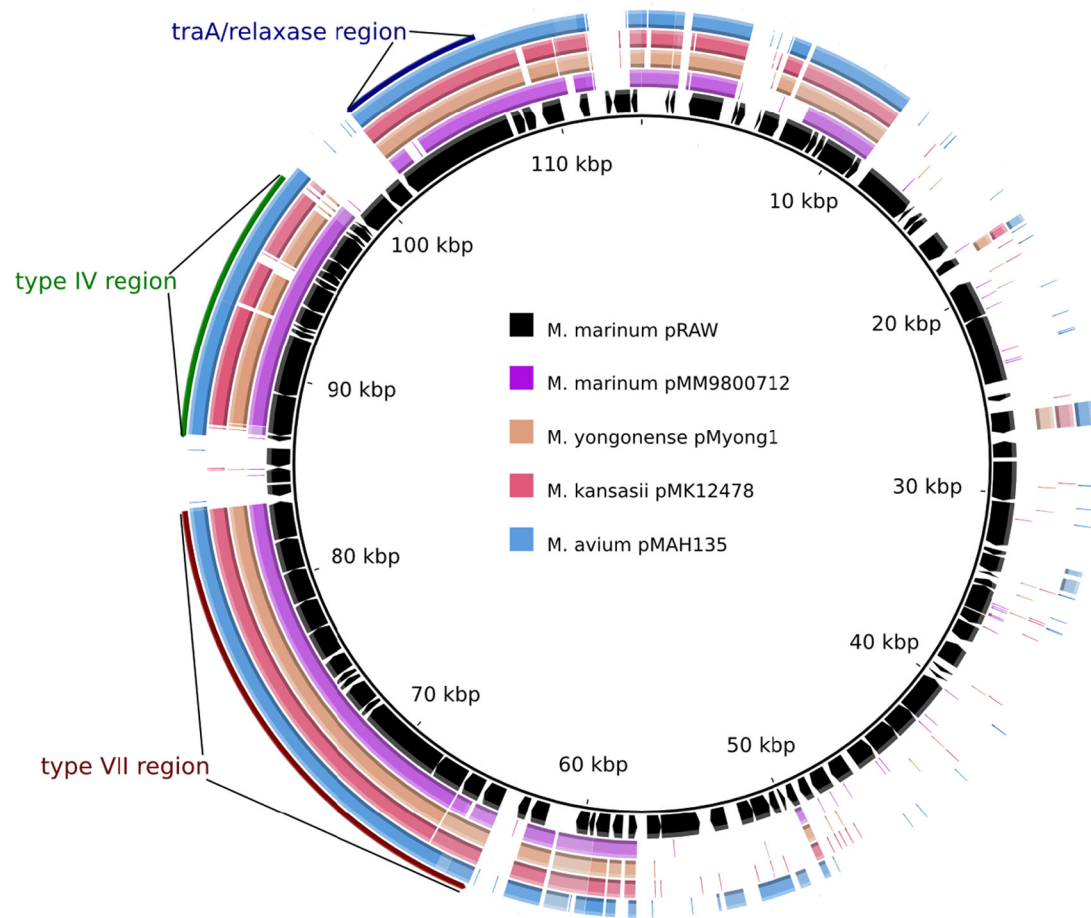 traA/relaxase region
110 kbp
10 kbp
100 kbp
type IV region
20 kbp
M. marinum pRAW
90 kbp
M. marinum pMM9800712
M. yongonense pMyong1
30 kbp
M. kansasii pMK12478
80 kbp
M. avium pMAH135
40 kbp
70 kbp
50 kbp
type VII region
60 kbp